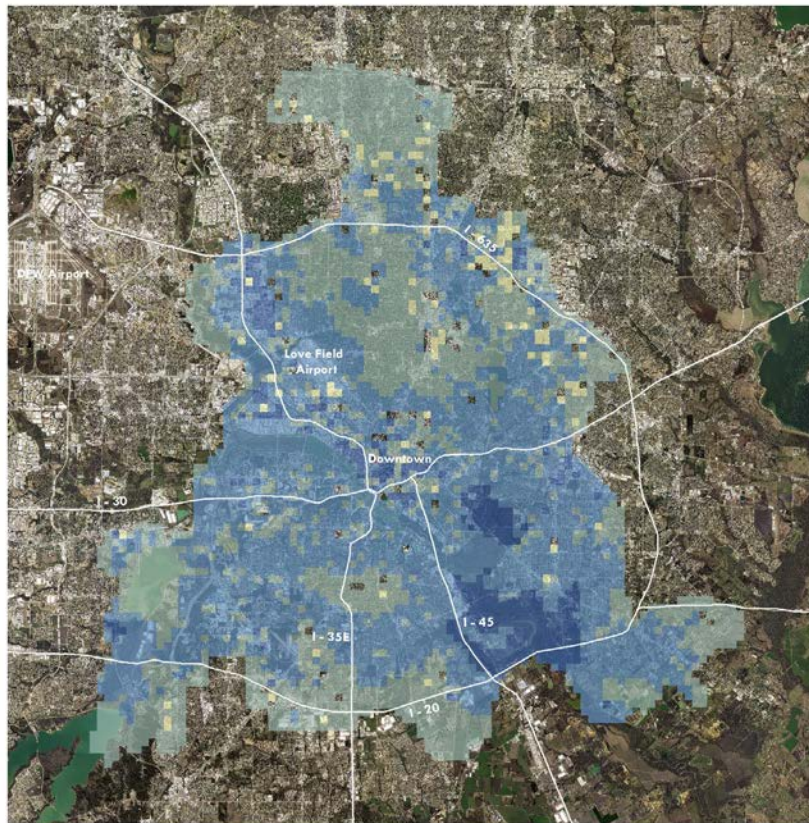 I - 635
DFW Airport
Love Field
Airport
Downtown
I - 30
I - 45
I - 35E
I - 20